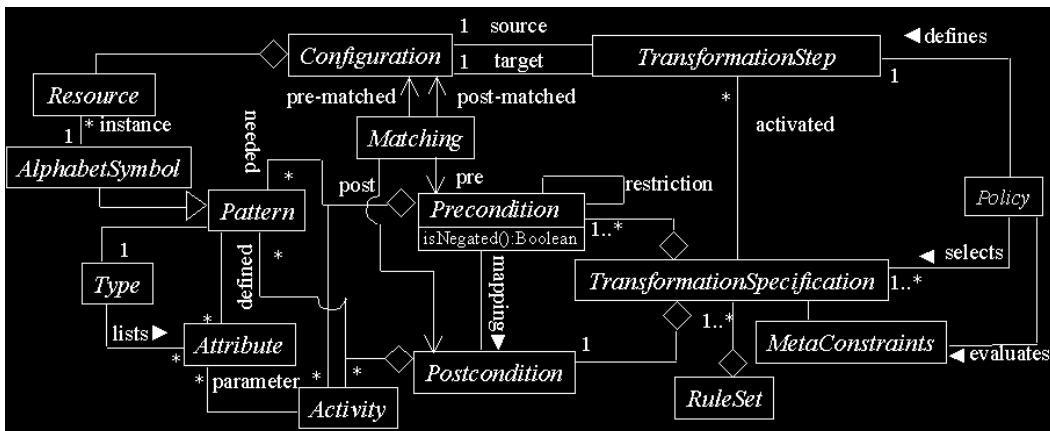 1 source
◀ defines
Configuration
TransformationStep
1 target
1
pre-matched
post-matched
*
Resource
* instance
needed
activated
1
Matching
AlphabetSymbol
*
post
pre
restriction
Pattern
Precondition
Policy
isNegated():Boolean
1..*
*
1
defined
mapping▶
◀ selects
Type
TransformationSpecification
1..*
lists ▶
*
1..*
*
Attribute
*
*
1
MetaConstraints
◀ evaluates
Postcondition
* parameter
*
*
RuleSet
Activity